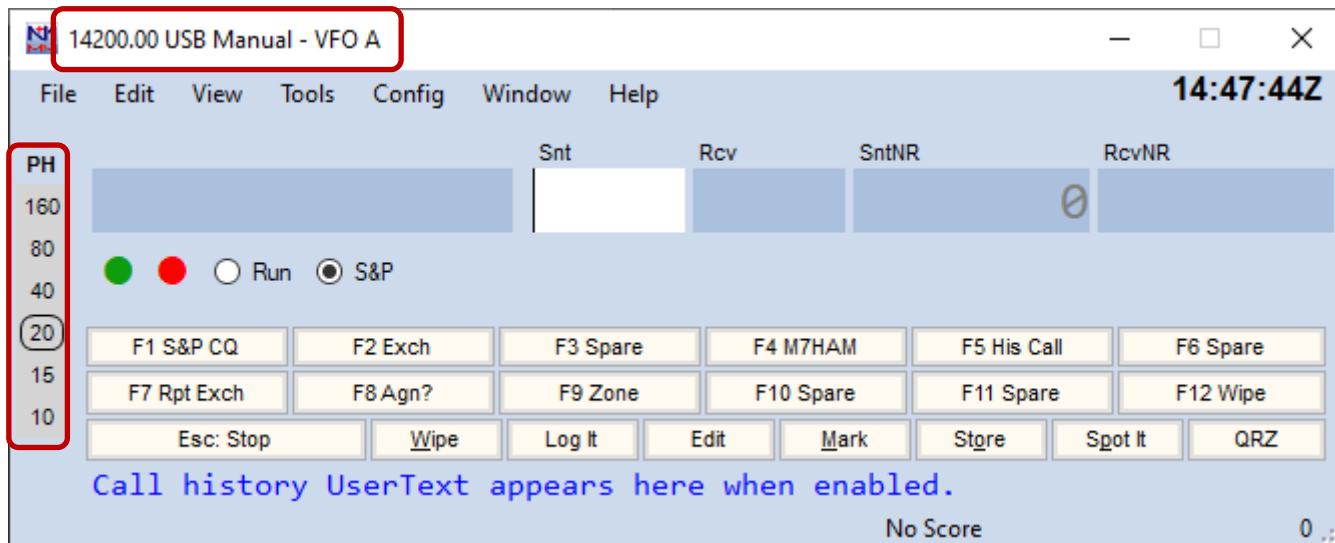 14200.00 USB Manual - VFO A
File Edit View Tools Config Window Help 14:47:44Z
Snt Rcv SntNR RcvNR
PH
160
0
80
Run S&P
40
20
F1 S&P CQ F2 Exch F3 Spare F4 M7HAM F5 His Call F6 Spare
15
F7 Rpt Exch F8 Agn? F9 Zone F10 Spare F11 Spare F12 Wipe
10
Esc: Stop Wipe Log It Edit Mark Store Spot It QRZ
Call history UserText appears here when enabled.
No Score 0